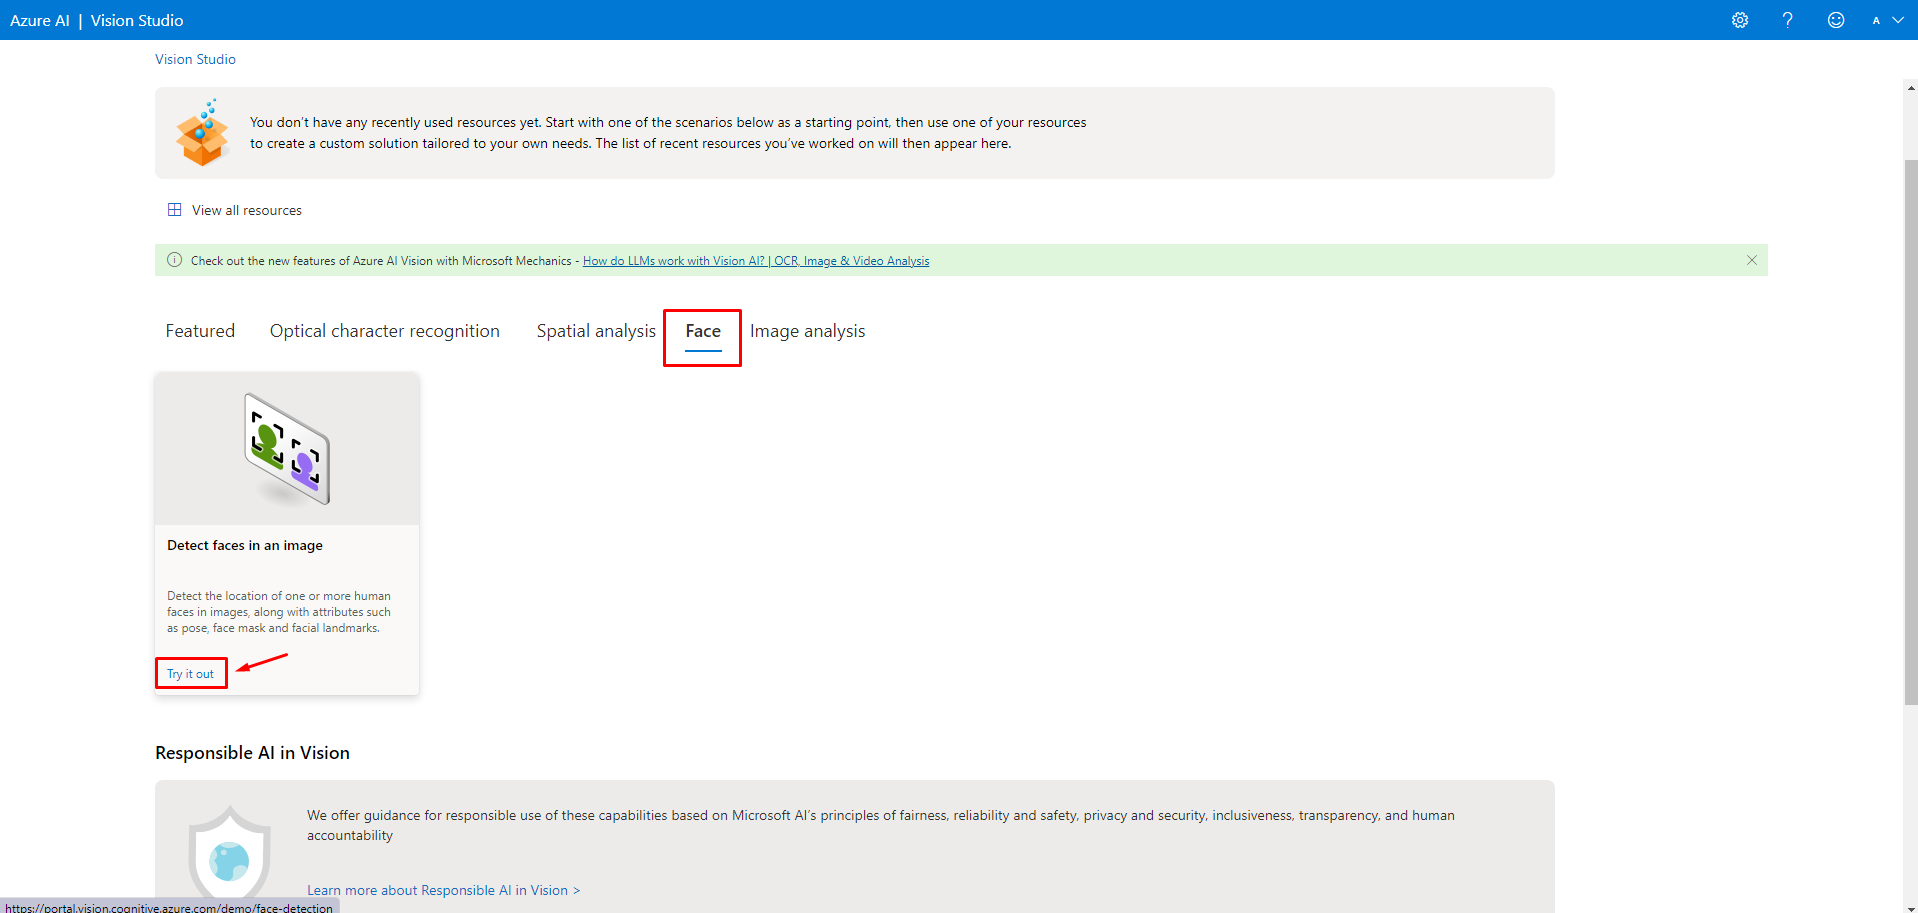 Azure AI | Vision Studio
A
Vision Studio
You don't have any recently used resources yet. Start with one of the scenarios below as a starting point, then use one of your resources
to create a custom solution tailored to your own needs. The list of recent resources you've worked on will then appear here.
View all resources
Check out the new features of Azure AI Vision with Microsoft Mechanics - How do LLMs work with Vision AI? | OCR, Image & Video Analysis
Featured Optical character recognition Spatial analysis Face Image analysis
Detect faces in an image
Detect the location of one or more human
faces in images, along with attributes such
as pose, face mask and facial landmarks.
Try it out
Responsible AI in Vision
We offer guidance for responsible use of these capabilities based on Microsoft AI's principles of fairness, reliability and safety, privacy and security, inclusiveness, transparency, and human
accountability
Learn more about Responsible AI in Vision >
https://portal.vision.cognitive.azure.com/demo/face-detection